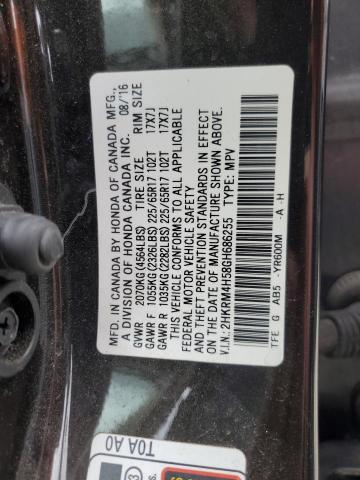 MFD. IN CANADA BY HONDA OF CANADA MFG.,
A DIVISION OF HONDA CANADA INC. 08/'16
GVWR 2070KG(4564LBS) TIRE SIZE RIM SIZE
GAWR F 1055KG(2326LBS) 225/65R17 102T 17X7J
GAWR R 1035KG(2282LBS) 225/65R17 102T 17X7J
THIS VEHICLE CONFORMS TO ALL APPLICABLE
FEDERAL MOTOR VEHICLE SAFETY
AND THEFT PREVENTION STANDARDS IN EFFECT
ON THE DATE OF MANUFACTURE SHOWN ABOVE.
V.I.N.: 2HKRM4H58GH686255 TYPE: MPV
TFE G AB5 -YR600M -A -H
T0A A0